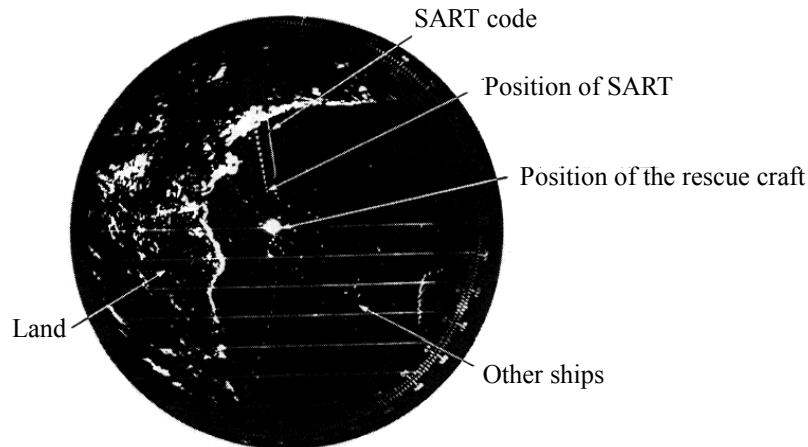 SART code
Position of SART
Position of the rescue craft
Land
Other ships